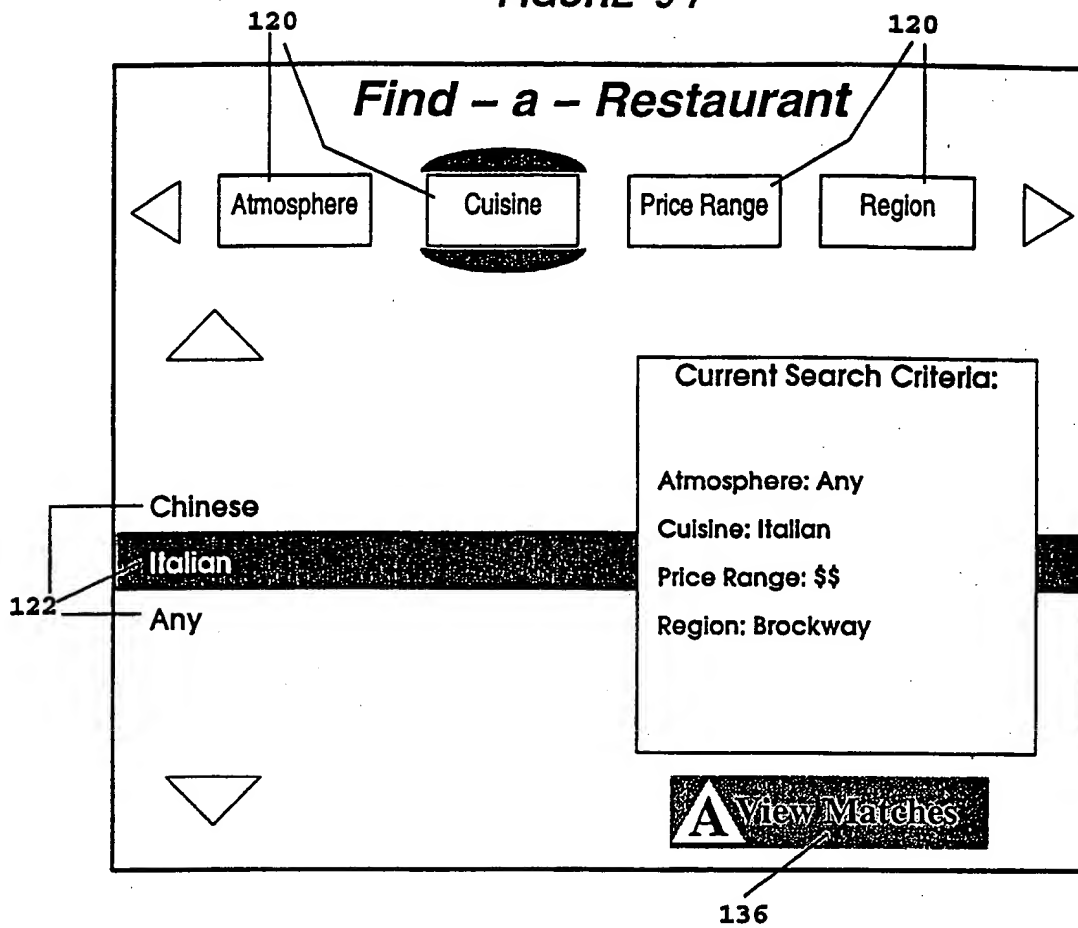 120
120
Find – a – Restaurant
Atmosphere
Cuisine
Price Range
Region
Current Search Criteria:
Atmosphere: Any
Cuisine: Italian
Price Range: $$
Region: Brockway
Chinese
Italian
Any
122
A View Matches
136